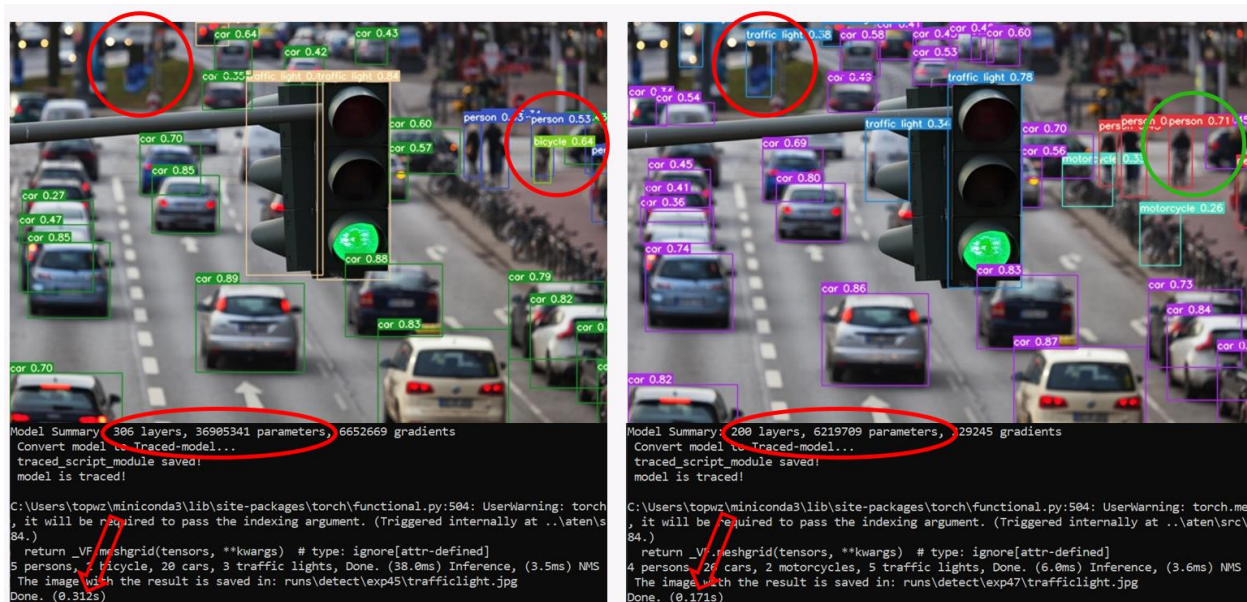 car 0.64
car 0.42
car 0.43
car 0.35
traffic light 0.84
car 0.70
car 0.85
car 0.60
car 0.57
person
person 0.53
bicycle 0.64
car 0.27
car 0.47
car 0.85
car 0.89
car 0.88
car 0.83
car 0.79
car 0.82
car 0.70
Model Summary: 306 layers, 36905341 parameters, 6652669 gradients
Convert model to Traced-model...
traced_script_module saved!
model is traced!
C:\Users\topwz\miniconda3\lib\site-packages\torch\functional.py:504: UserWarning: torch
, it will be required to pass the indexing argument. (Triggered internally at ..\aten\s
84.)
return _VF.meshgrid(tensors, **kwargs)  # type: ignore[attr-defined]
5 persons, bicycle, 20 cars, 3 traffic lights, Done. (38.0ms) Inference, (3.5ms) NMS
The image with the result is saved in: runs\detect\exp45\trafficlight.jpg
Done. (0.312s)
traffic light 0.38
car 0.58
car 0.53
car 0.60
car 0.49
car 0.54
traffic light 0.78
traffic light 0.34
car 0.69
car 0.80
car 0.70
car 0.56
person 0.71
motorcycle 0.33
motorcycle 0.26
car 0.45
car 0.41
car 0.36
car 0.74
car 0.86
car 0.83
car 0.87
car 0.73
car 0.84
car 0.82
Model Summary: 200 layers, 6219709 parameters, 229245 gradients
Convert model to Traced-model...
traced_script_module saved!
model is traced!
C:\Users\topwz\miniconda3\lib\site-packages\torch\functional.py:504: UserWarning: torch.me
, it will be required to pass the indexing argument. (Triggered internally at ..\aten\src\
84.)
return _VF.meshgrid(tensors, **kwargs)  # type: ignore[attr-defined]
4 persons, 26 cars, 2 motorcycles, 5 traffic lights, Done. (6.0ms) Inference, (3.6ms) NMS
The image with the result is saved in: runs\detect\exp47\trafficlight.jpg
Done. (0.171s)